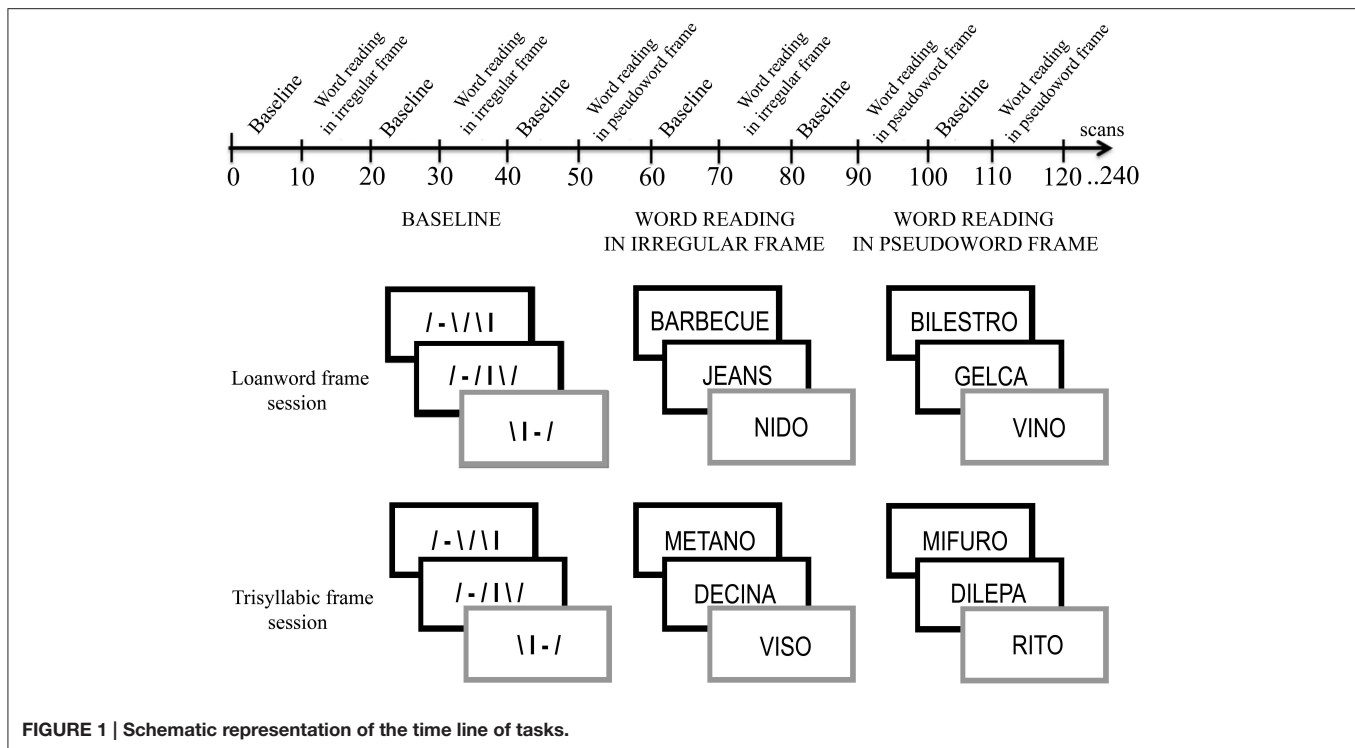 Baseline
Word reading
in irregular frame
Baseline
Word reading
in irregular frame
Baseline
Word reading
in pseudoword frame
Baseline
Word reading
in irregular frame
Baseline
Word reading
in pseudoword frame
Baseline
Word reading
in pseudoword frame
scans
0 10 20 30 40 50 60 70 80 90 100 110 120 ..240
BASELINE
WORD READING
IN IRREGULAR FRAME
WORD READING
IN PSEUDOWORD FRAME
Loanword frame
session
/ - \ / \ I
/ - / I \ /
\ I - /
BARBECUE
JEANS
NIDO
BILESTRO
GELCA
VINO
Trisyllabic frame
session
/ - \ / \ I
/ - / I \ /
\ I - /
METANO
DECINA
VISO
MIFURO
DILEPA
RITO
FIGURE 1 | Schematic representation of the time line of tasks.